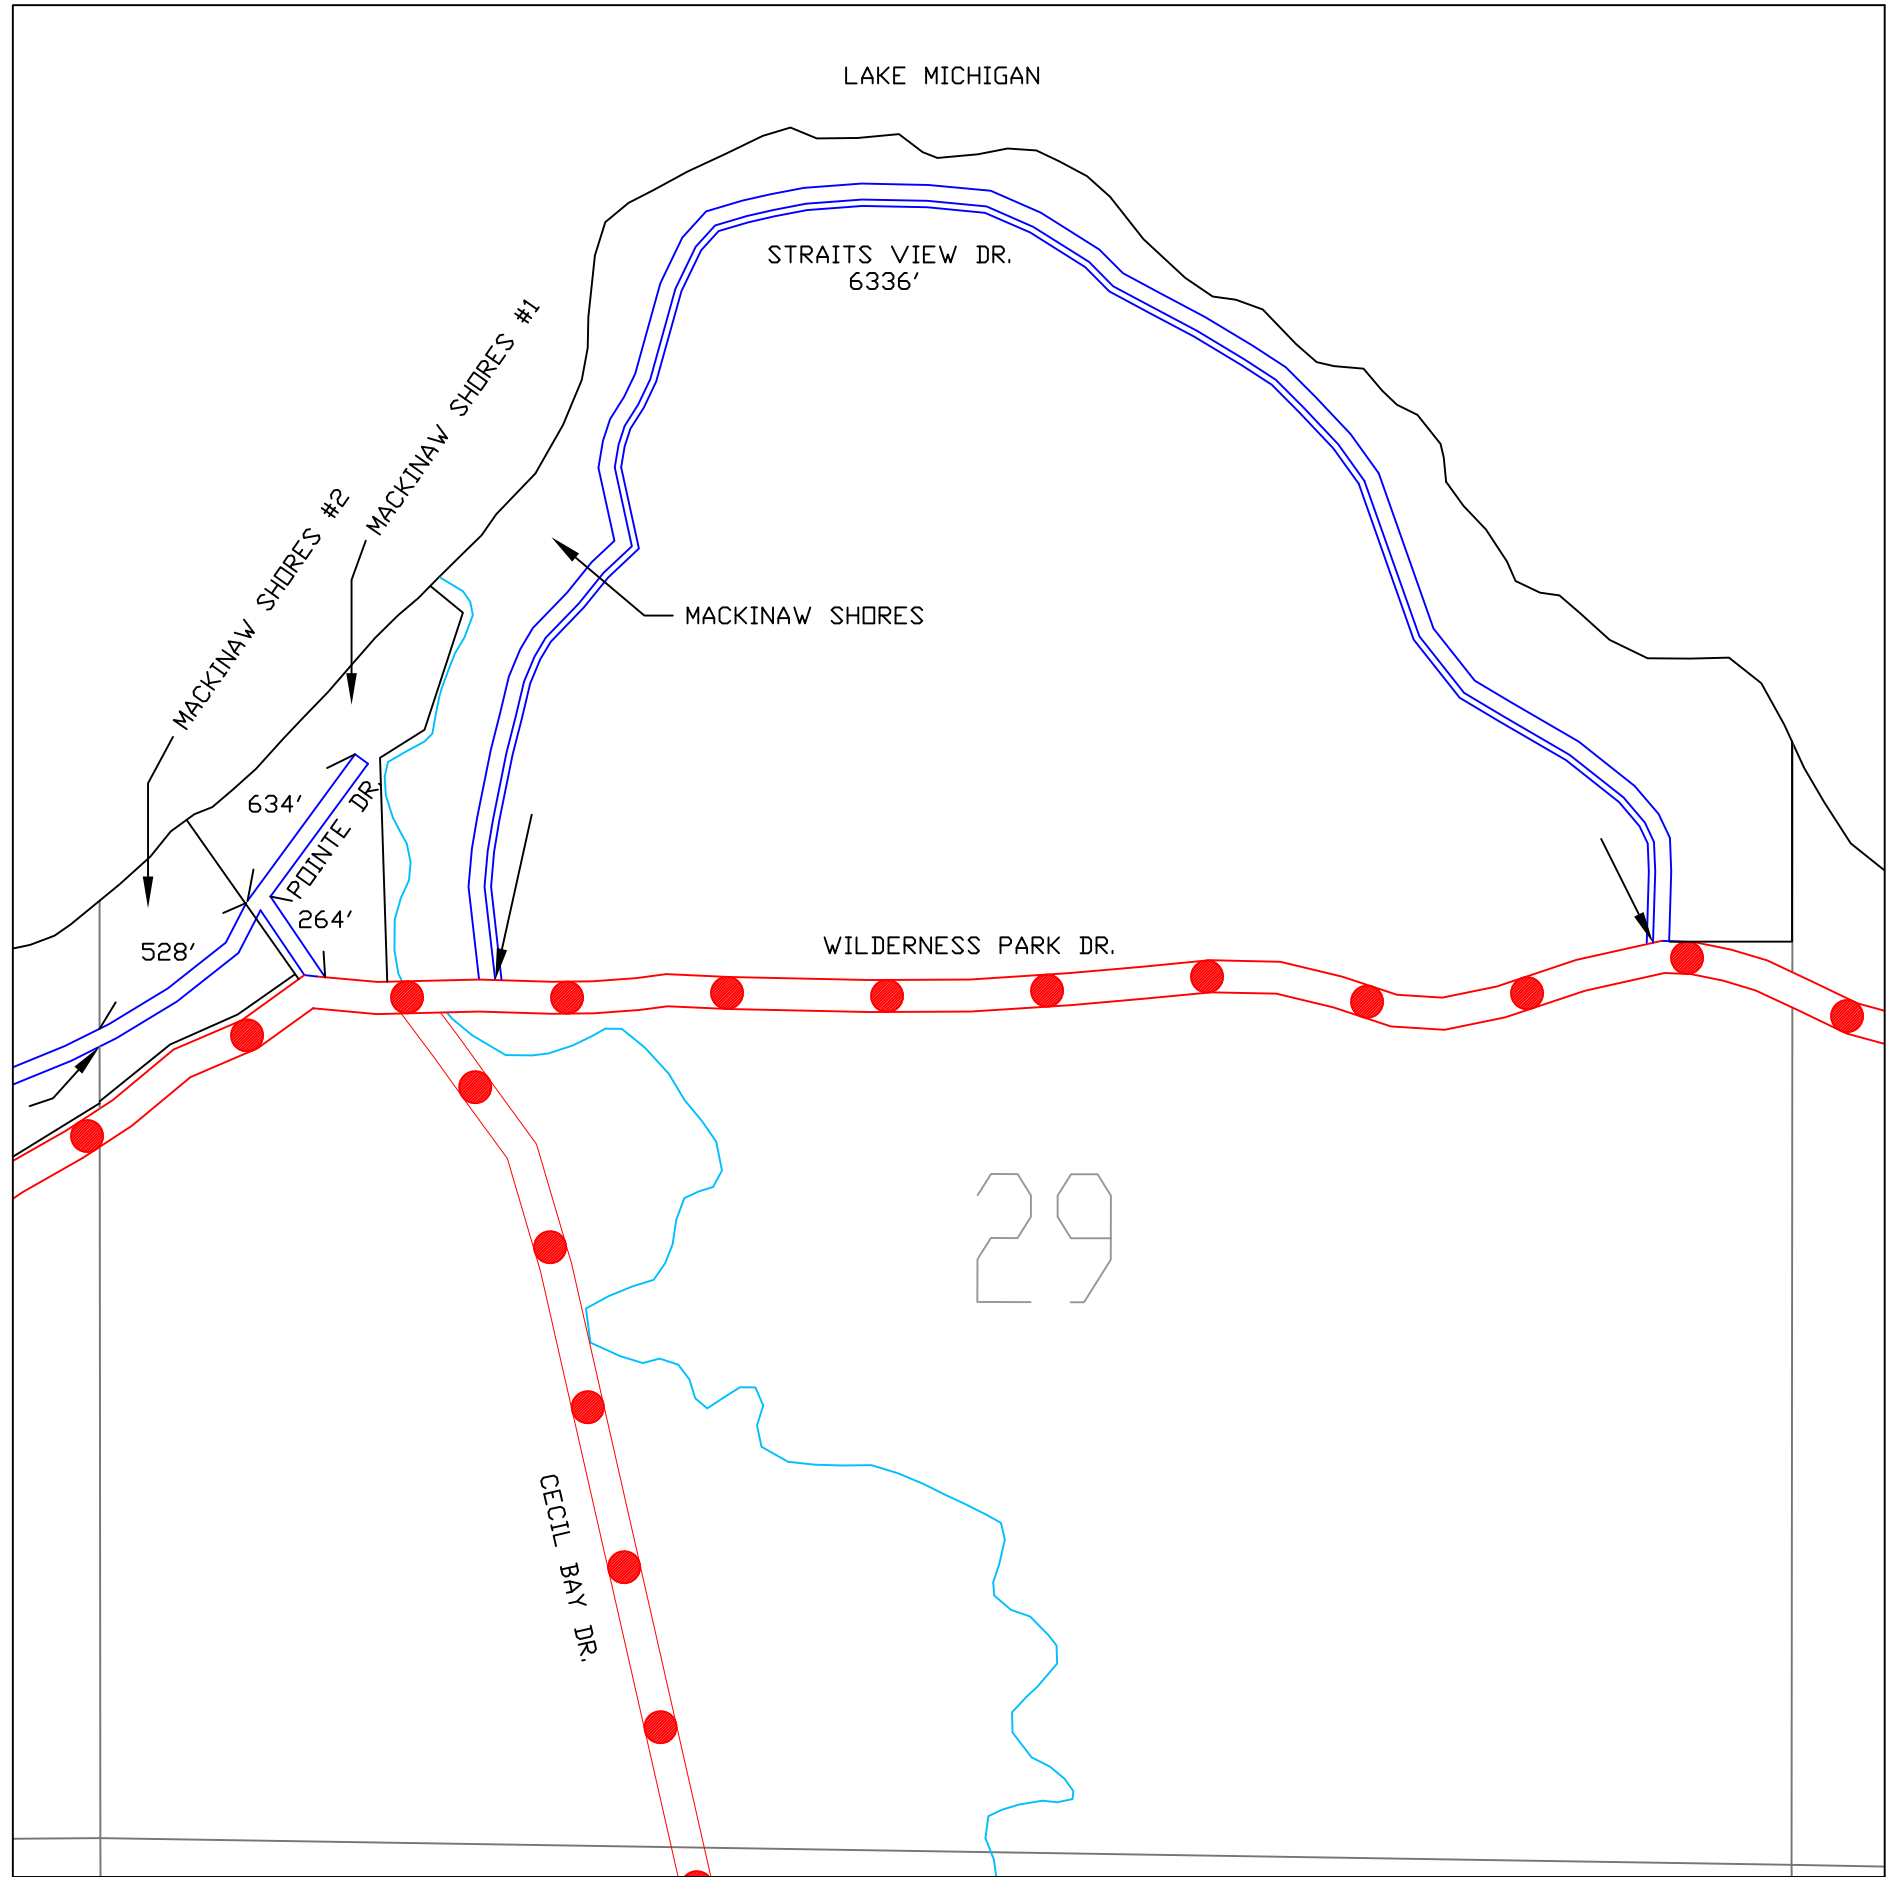 LAKE MICHIGAN
STRAITS VIEW DR.
6336'
MACKINAW SHORES #1
MACKINAW SHORES #2
MACKINAW SHORES
634'
POINTE DR.
264'
528'
WILDERNESS PARK DR.
29
CECIL BAY DR.